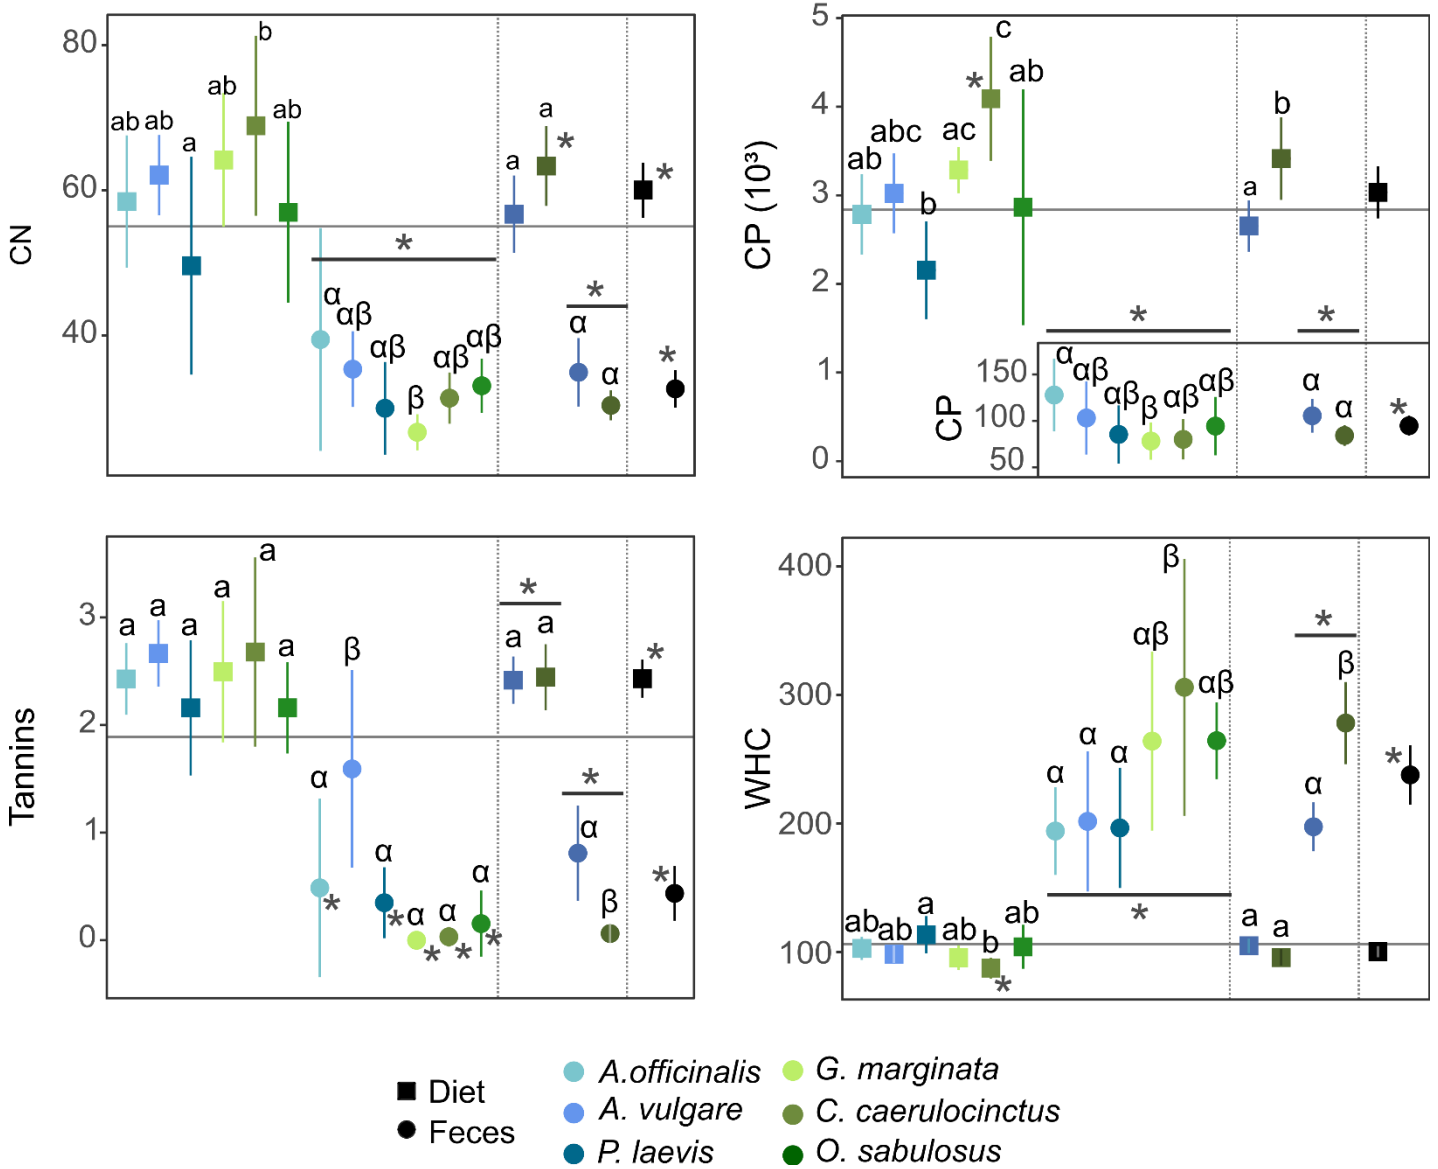 80
60
40
CN
ab
ab
a
ab
b
ab
*
α
αβ
αβ
β
αβ
αβ
a
a
*
*
α
α
*
*
5
4
3
2
1
0
CP (10³)
ab
abc
b
ac
*
c
ab
a
b
*
*
150
100
50
CP
α
αβ
αβ
β
αβ
αβ
α
α
*
3
2
1
0
Tannins
a
a
a
a
a
a
α
*
β
α
*
α
*
α
*
α
*
*
a
a
*
α
β
*
*
400
300
200
100
WHC
ab
ab
a
ab
b
*
ab
α
α
α
αβ
β
αβ
*
a
a
*
α
β
*
Diet
Feces
A.officinalis
A. vulgare
P. laevis
G. marginata
C. caerulocinctus
O. sabulosus